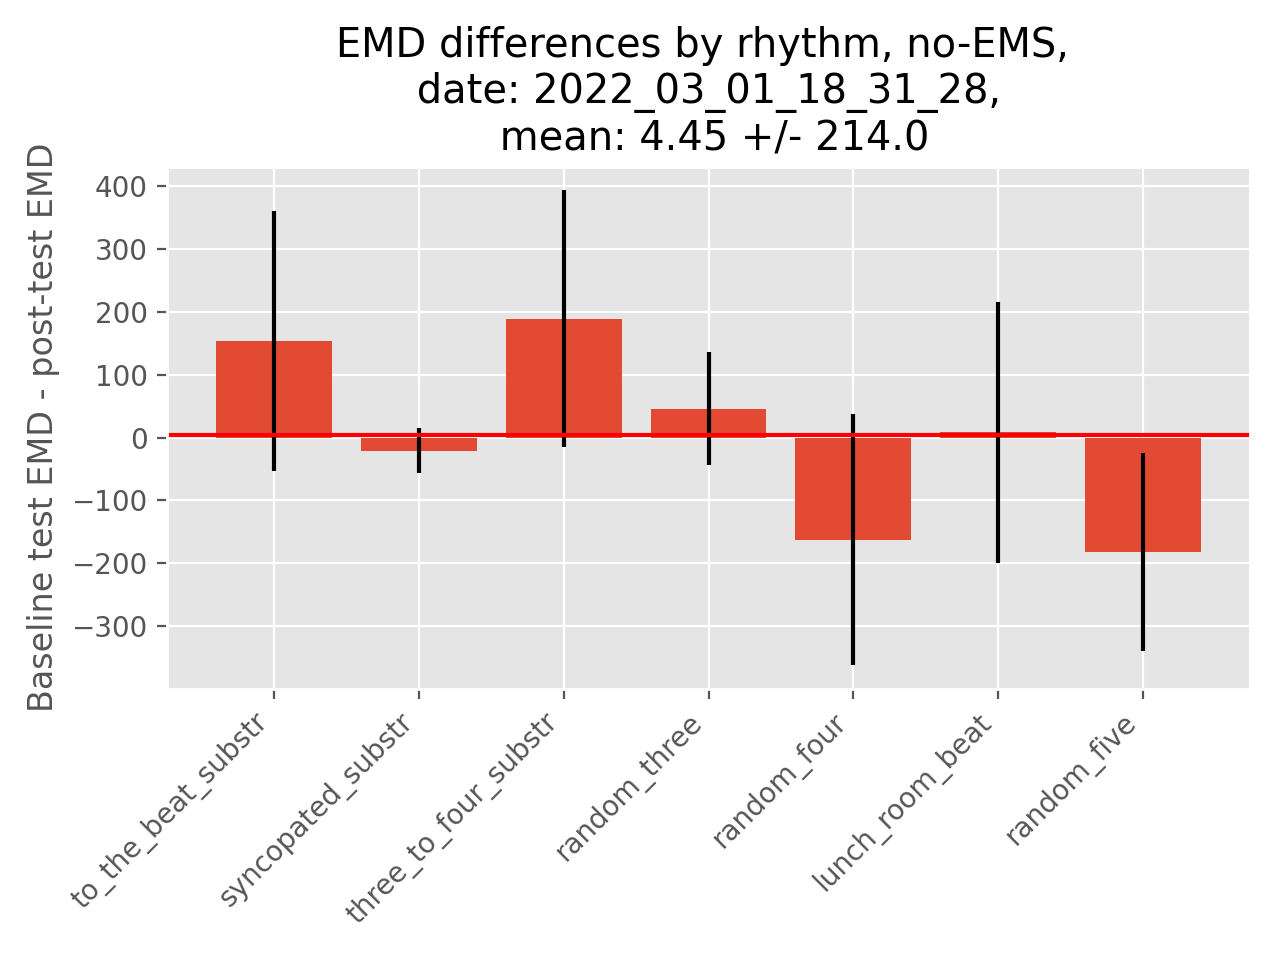 EMD differences by rhythm, no-EMS,
date: 2022_03_01_18_31_28,
mean: 4.45 +/- 214.0
Baseline test EMD - post-test EMD
400
300
200
100
0
−100
−200
−300
to_the_beat_substr
syncopated_substr
three_to_four_substr
random_three
random_four
lunch_room_beat
random_five